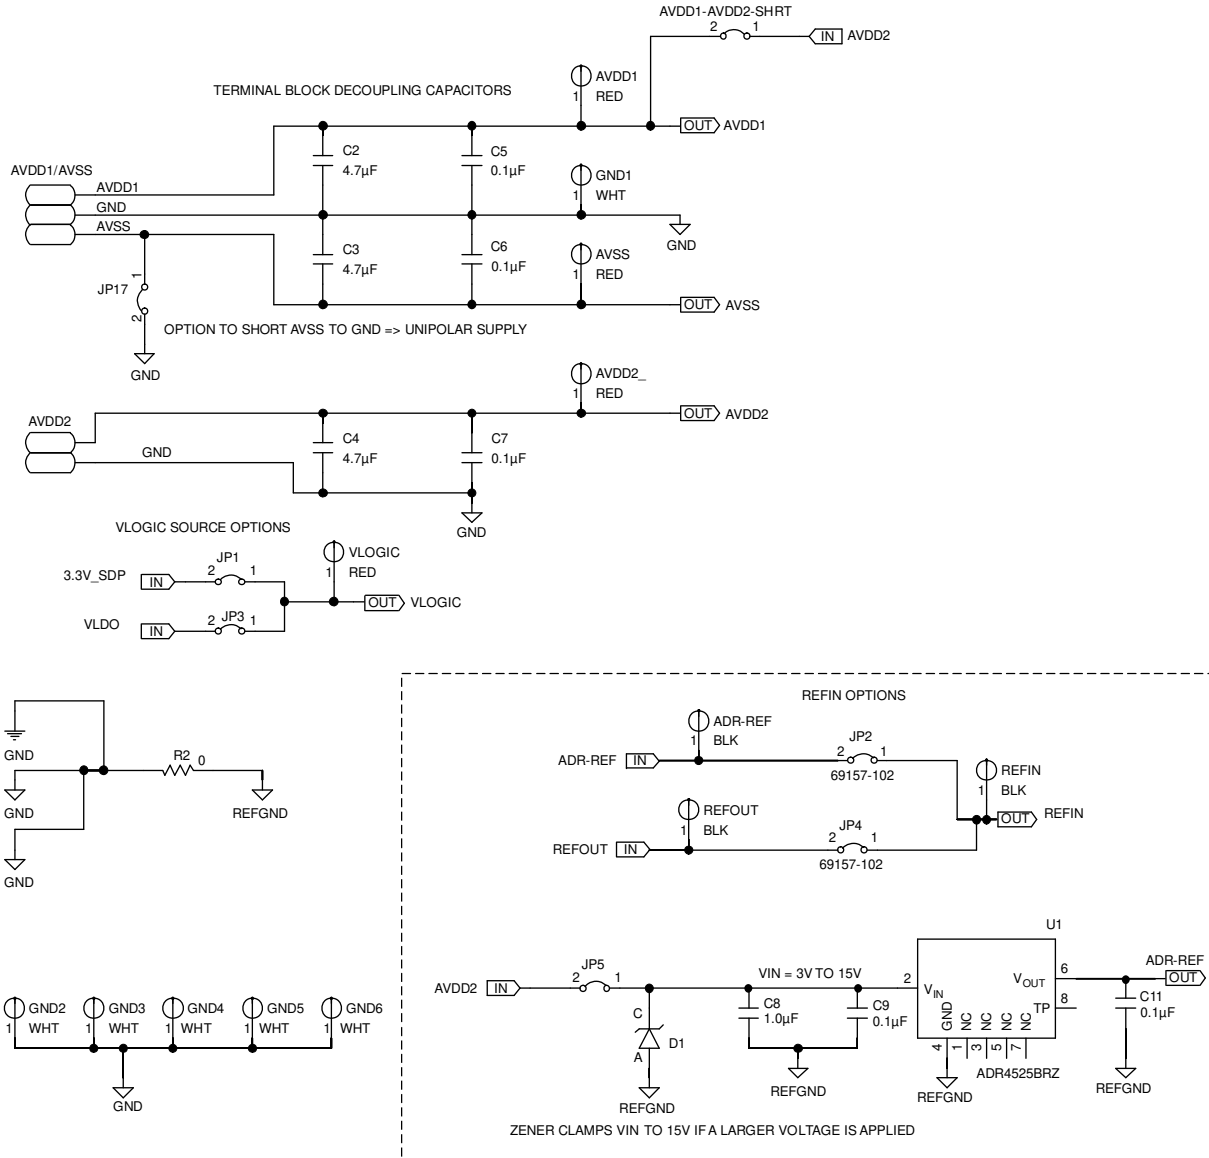 AVDD1-AVDD2-SHRT
2 1
IN AVDD2
AVDD1
1 RED
TERMINAL BLOCK DECOUPLING CAPACITORS
OUT AVDD1
C2
4.7µF
C5
0.1µF
GND1
1 WHT
AVDD1/AVSS
AVDD1
GND
AVSS
GND
C3
4.7µF
C6
0.1µF
AVSS
1 RED
1
JP17
2
OUT AVSS
OPTION TO SHORT AVSS TO GND => UNIPOLAR SUPPLY
GND
AVDD2_
1 RED
AVDD2
OUT AVDD2
GND
C4
4.7µF
C7
0.1µF
GND
VLOGIC SOURCE OPTIONS
VLOGIC
1 RED
JP1
3.3V_SDP IN 2 1
OUT VLOGIC
VLDO IN 2 JP3 1
GND
R2 0
GND
REFGND
GND
REFIN OPTIONS
ADR-REF
1 BLK
JP2
ADR-REF IN 2 1
69157-102
REFIN
1 BLK
REFOUT
1 BLK
OUT REFIN
JP4
REFOUT IN 2 1
69157-102
GND2
1 WHT
GND3
1 WHT
GND4
1 WHT
GND5
1 WHT
GND6
1 WHT
GND
U1
JP5
AVDD2 IN 2 1
VIN = 3V TO 15V
2 VIN
VOUT 6
TP 8
ADR-REF
OUT
C
D1
A
C8
1.0µF
C9
0.1µF
C11
0.1µF
GND NC NC NC NC
4 1 3 5 7
ADR4525BRZ
REFGND
REFGND
REFGND
REFGND
ZENER CLAMPS VIN TO 15V IF A LARGER VOLTAGE IS APPLIED